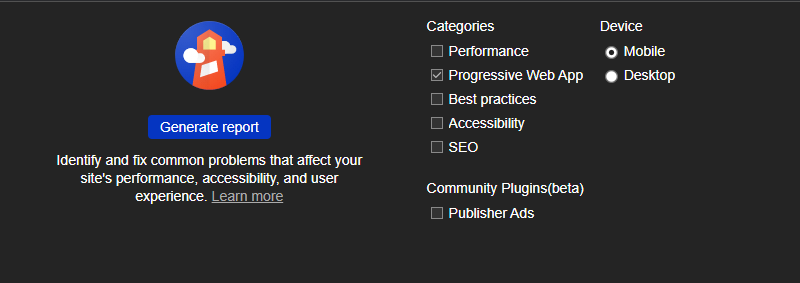 Generate report
Identify and fix common problems that affect your
site's performance, accessibility, and user
experience. Learn more
Categories
Performance
Progressive Web App
Best practices
Accessibility
SEO
Community Plugins(beta)
Publisher Ads
Device
Mobile
Desktop